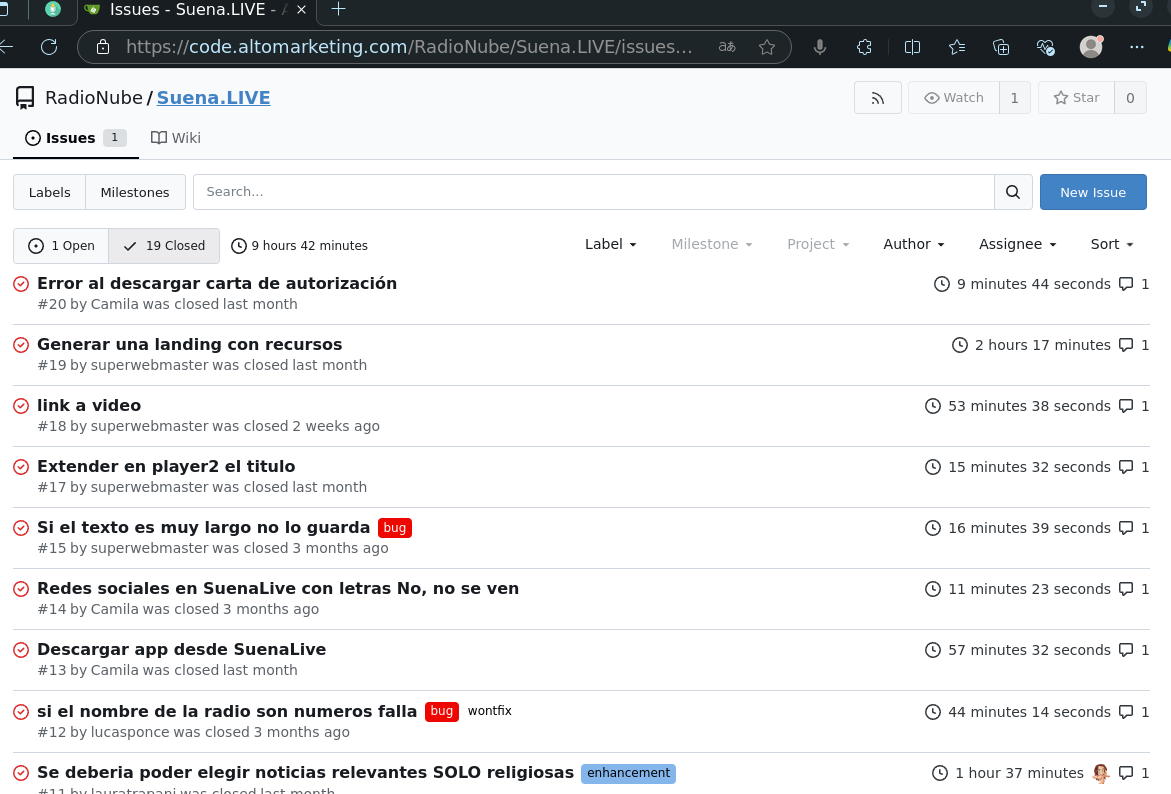 Issues - Suena.LIVE -
https://code.altomarketing.com/RadioNube/Suena.LIVE/issues...
RadioNube / Suena.LIVE
Watch 1
Star 0
Issues 1
Wiki
Labels
Milestones
Search...
New Issue
1 Open
19 Closed
9 hours 42 minutes
Label
Milestone
Project
Author
Assignee
Sort
Error al descargar carta de autorización
9 minutes 44 seconds 1
#20 by Camila was closed last month
Generar una landing con recursos
2 hours 17 minutes 1
#19 by superwebmaster was closed last month
link a video
53 minutes 38 seconds 1
#18 by superwebmaster was closed 2 weeks ago
Extender en player2 el titulo
15 minutes 32 seconds 1
#17 by superwebmaster was closed last month
Si el texto es muy largo no lo guarda bug
16 minutes 39 seconds 1
#15 by superwebmaster was closed 3 months ago
Redes sociales en SuenaLive con letras No, no se ven
11 minutes 23 seconds 1
#14 by Camila was closed 3 months ago
Descargar app desde SuenaLive
57 minutes 32 seconds 1
#13 by Camila was closed last month
si el nombre de la radio son numeros falla bug wontfix
44 minutes 14 seconds 1
#12 by lucasponce was closed 3 months ago
Se deberia poder elegir noticias relevantes SOLO religiosas enhancement
1 hour 37 minutes 1
#11 by lauratrapani was closed last month